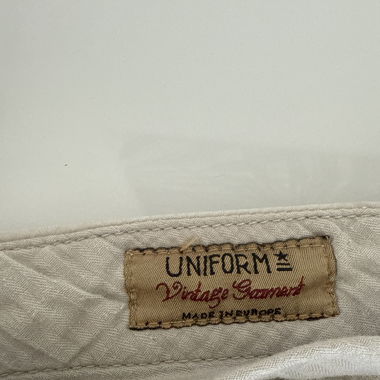 UNIFORM
Vintage Garment
MADE IN EUROPE